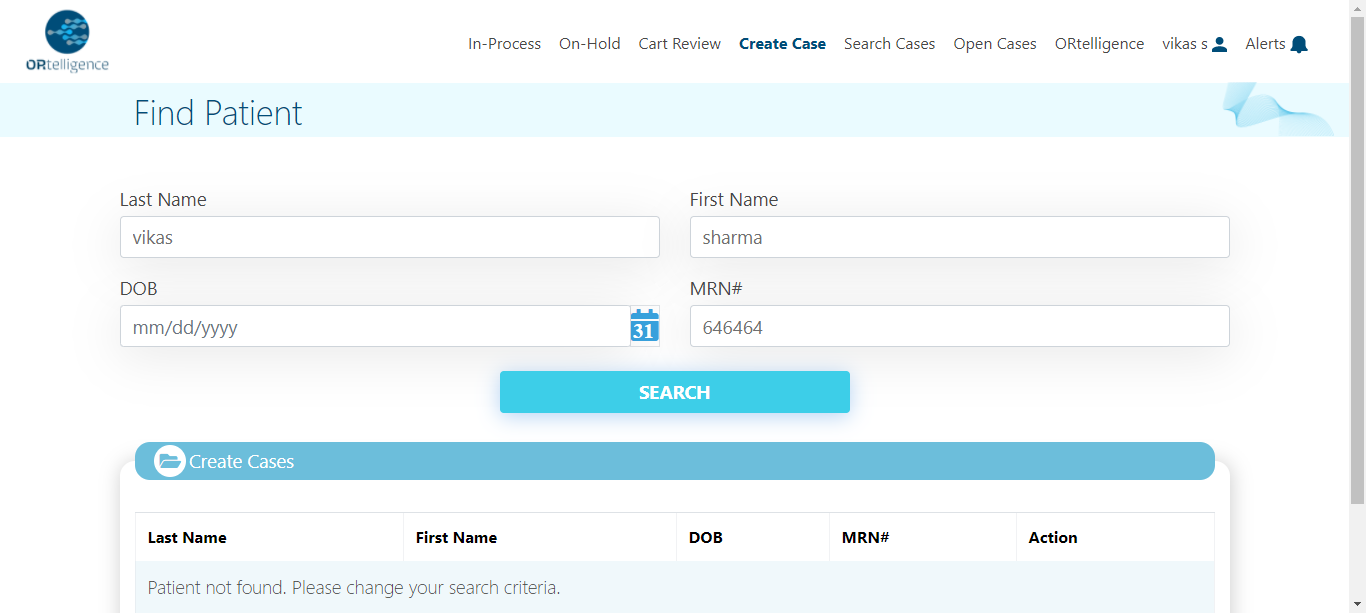 ORtelligence
In-Process On-Hold Cart Review Create Case Search Cases Open Cases ORtelligence vikas s Alerts
Find Patient
Last Name First Name
vikas sharma
DOB MRN#
mm/dd/yyyy 31 646464
SEARCH
Create Cases
Last Name First Name DOB MRN# Action
Patient not found. Please change your search criteria.